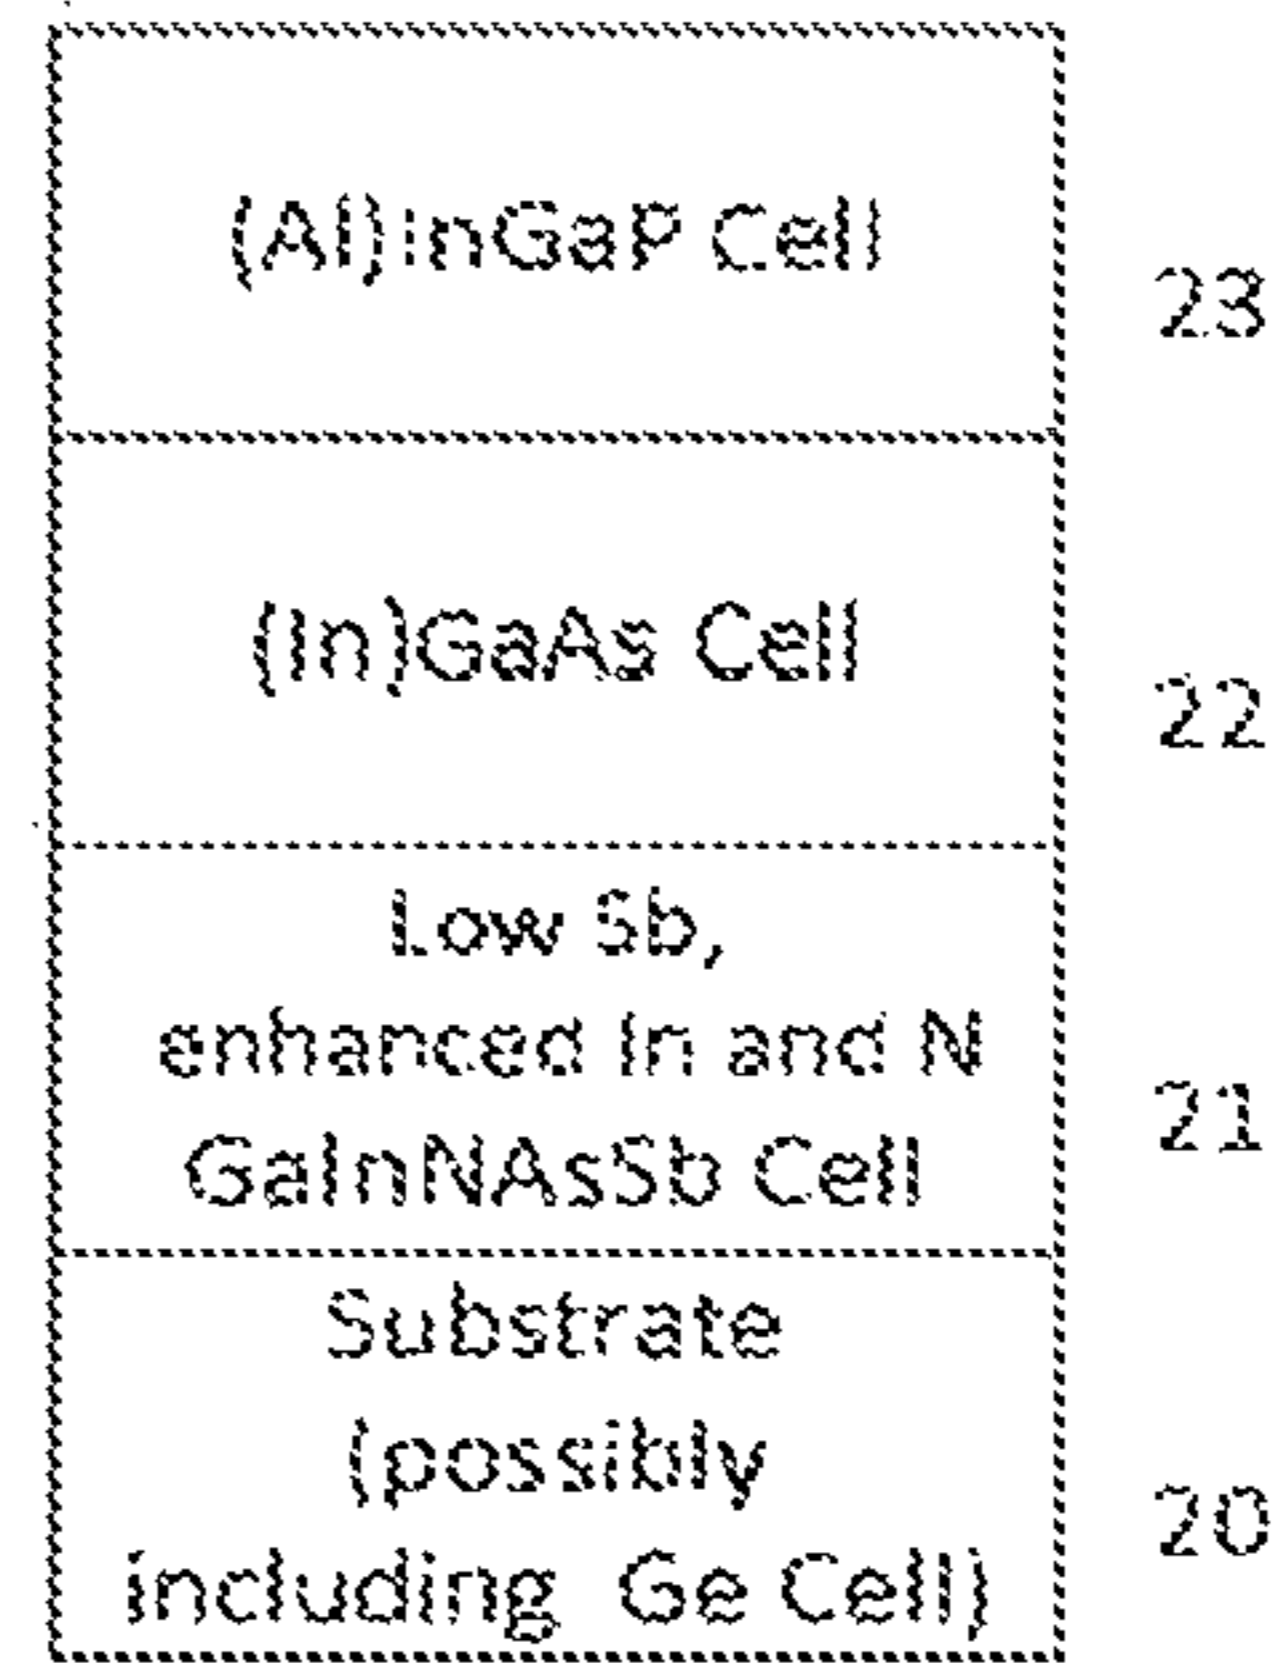 (Al)InGaP Cell
23
(In)GaAs Cell
22
Low Sb,
enhanced In and N
GaInNAsSb Cell
21
Substrate
(possibly
including Ge Cell)
20